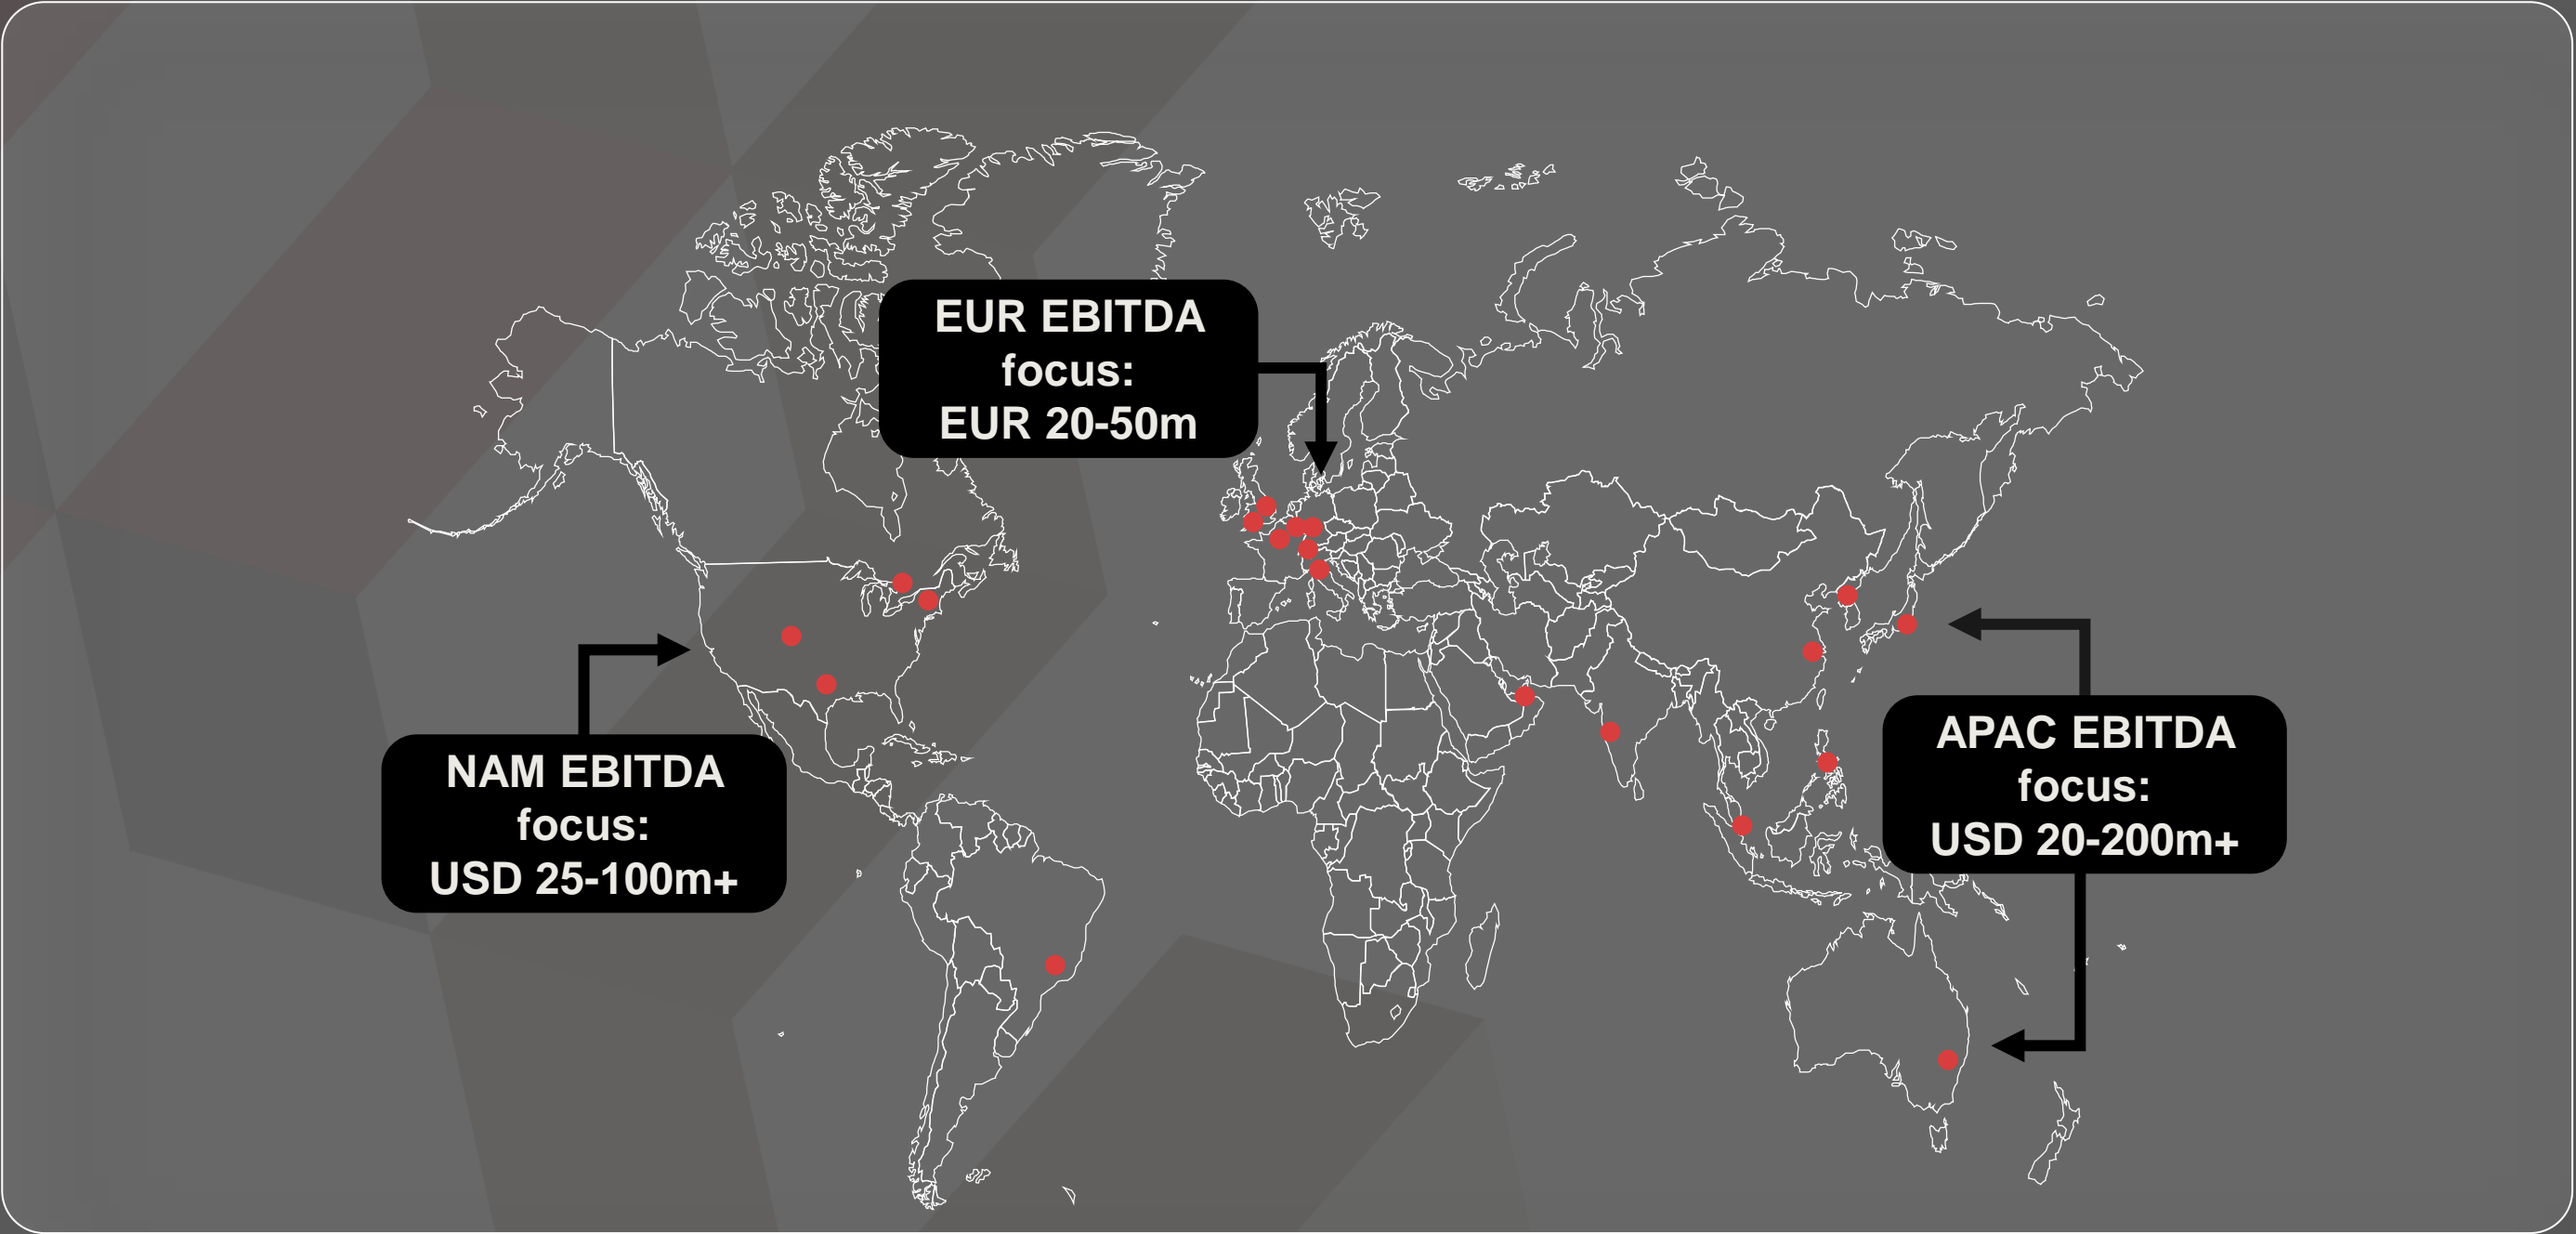 EUR EBITDA
focus:
EUR 20-50m
NAM EBITDA
focus:
USD 25-100m+
APAC EBITDA
focus:
USD 20-200m+